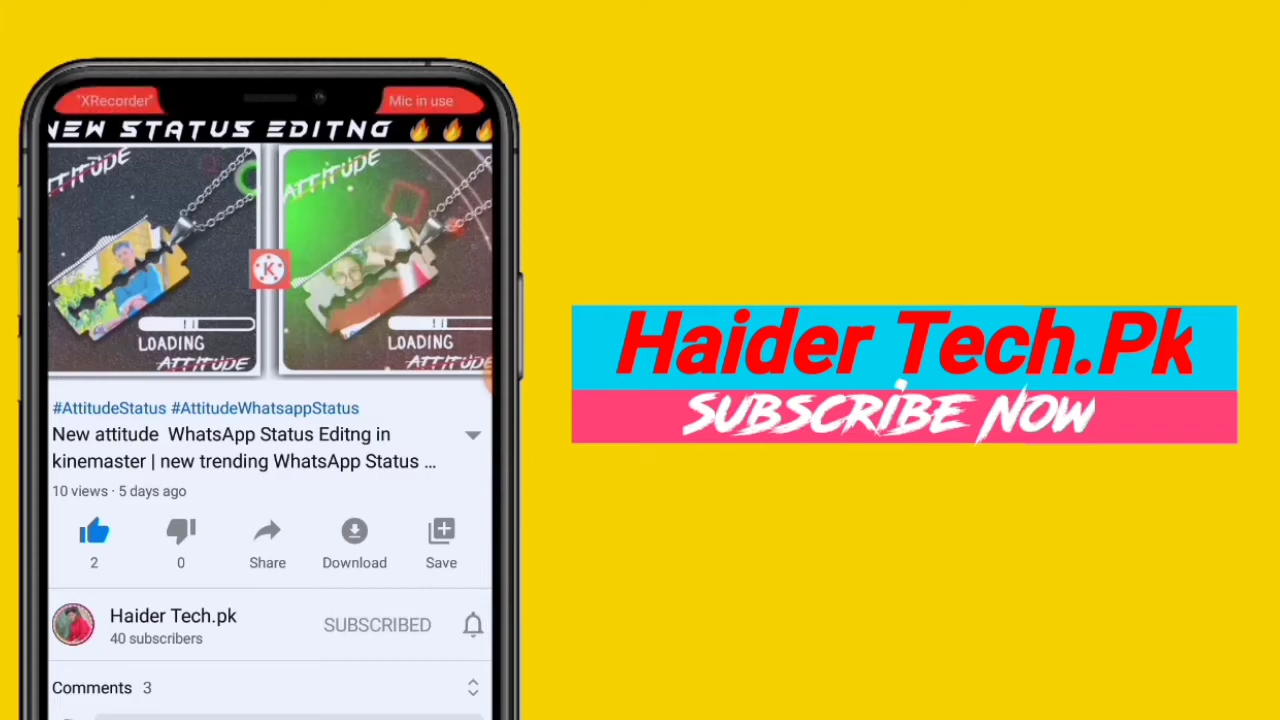 "XRecorder"
Mic in use
NEW STATUS EDITNG
ATTITUDE
ATTITUDE
K
LOADING
LOADING
ATTITUDE
ATTITUDE
#AttitudeStatus #AttitudeWhatsappStatus
New attitude WhatsApp Status Editng in
kinemaster | new trending WhatsApp Status ...
10 views · 5 days ago
2
0
Share
Download
Save
Haider Tech.pk
40 subscribers
SUBSCRIBED
Comments 3
Haider Tech.Pk
SUBSCRIBE NOW